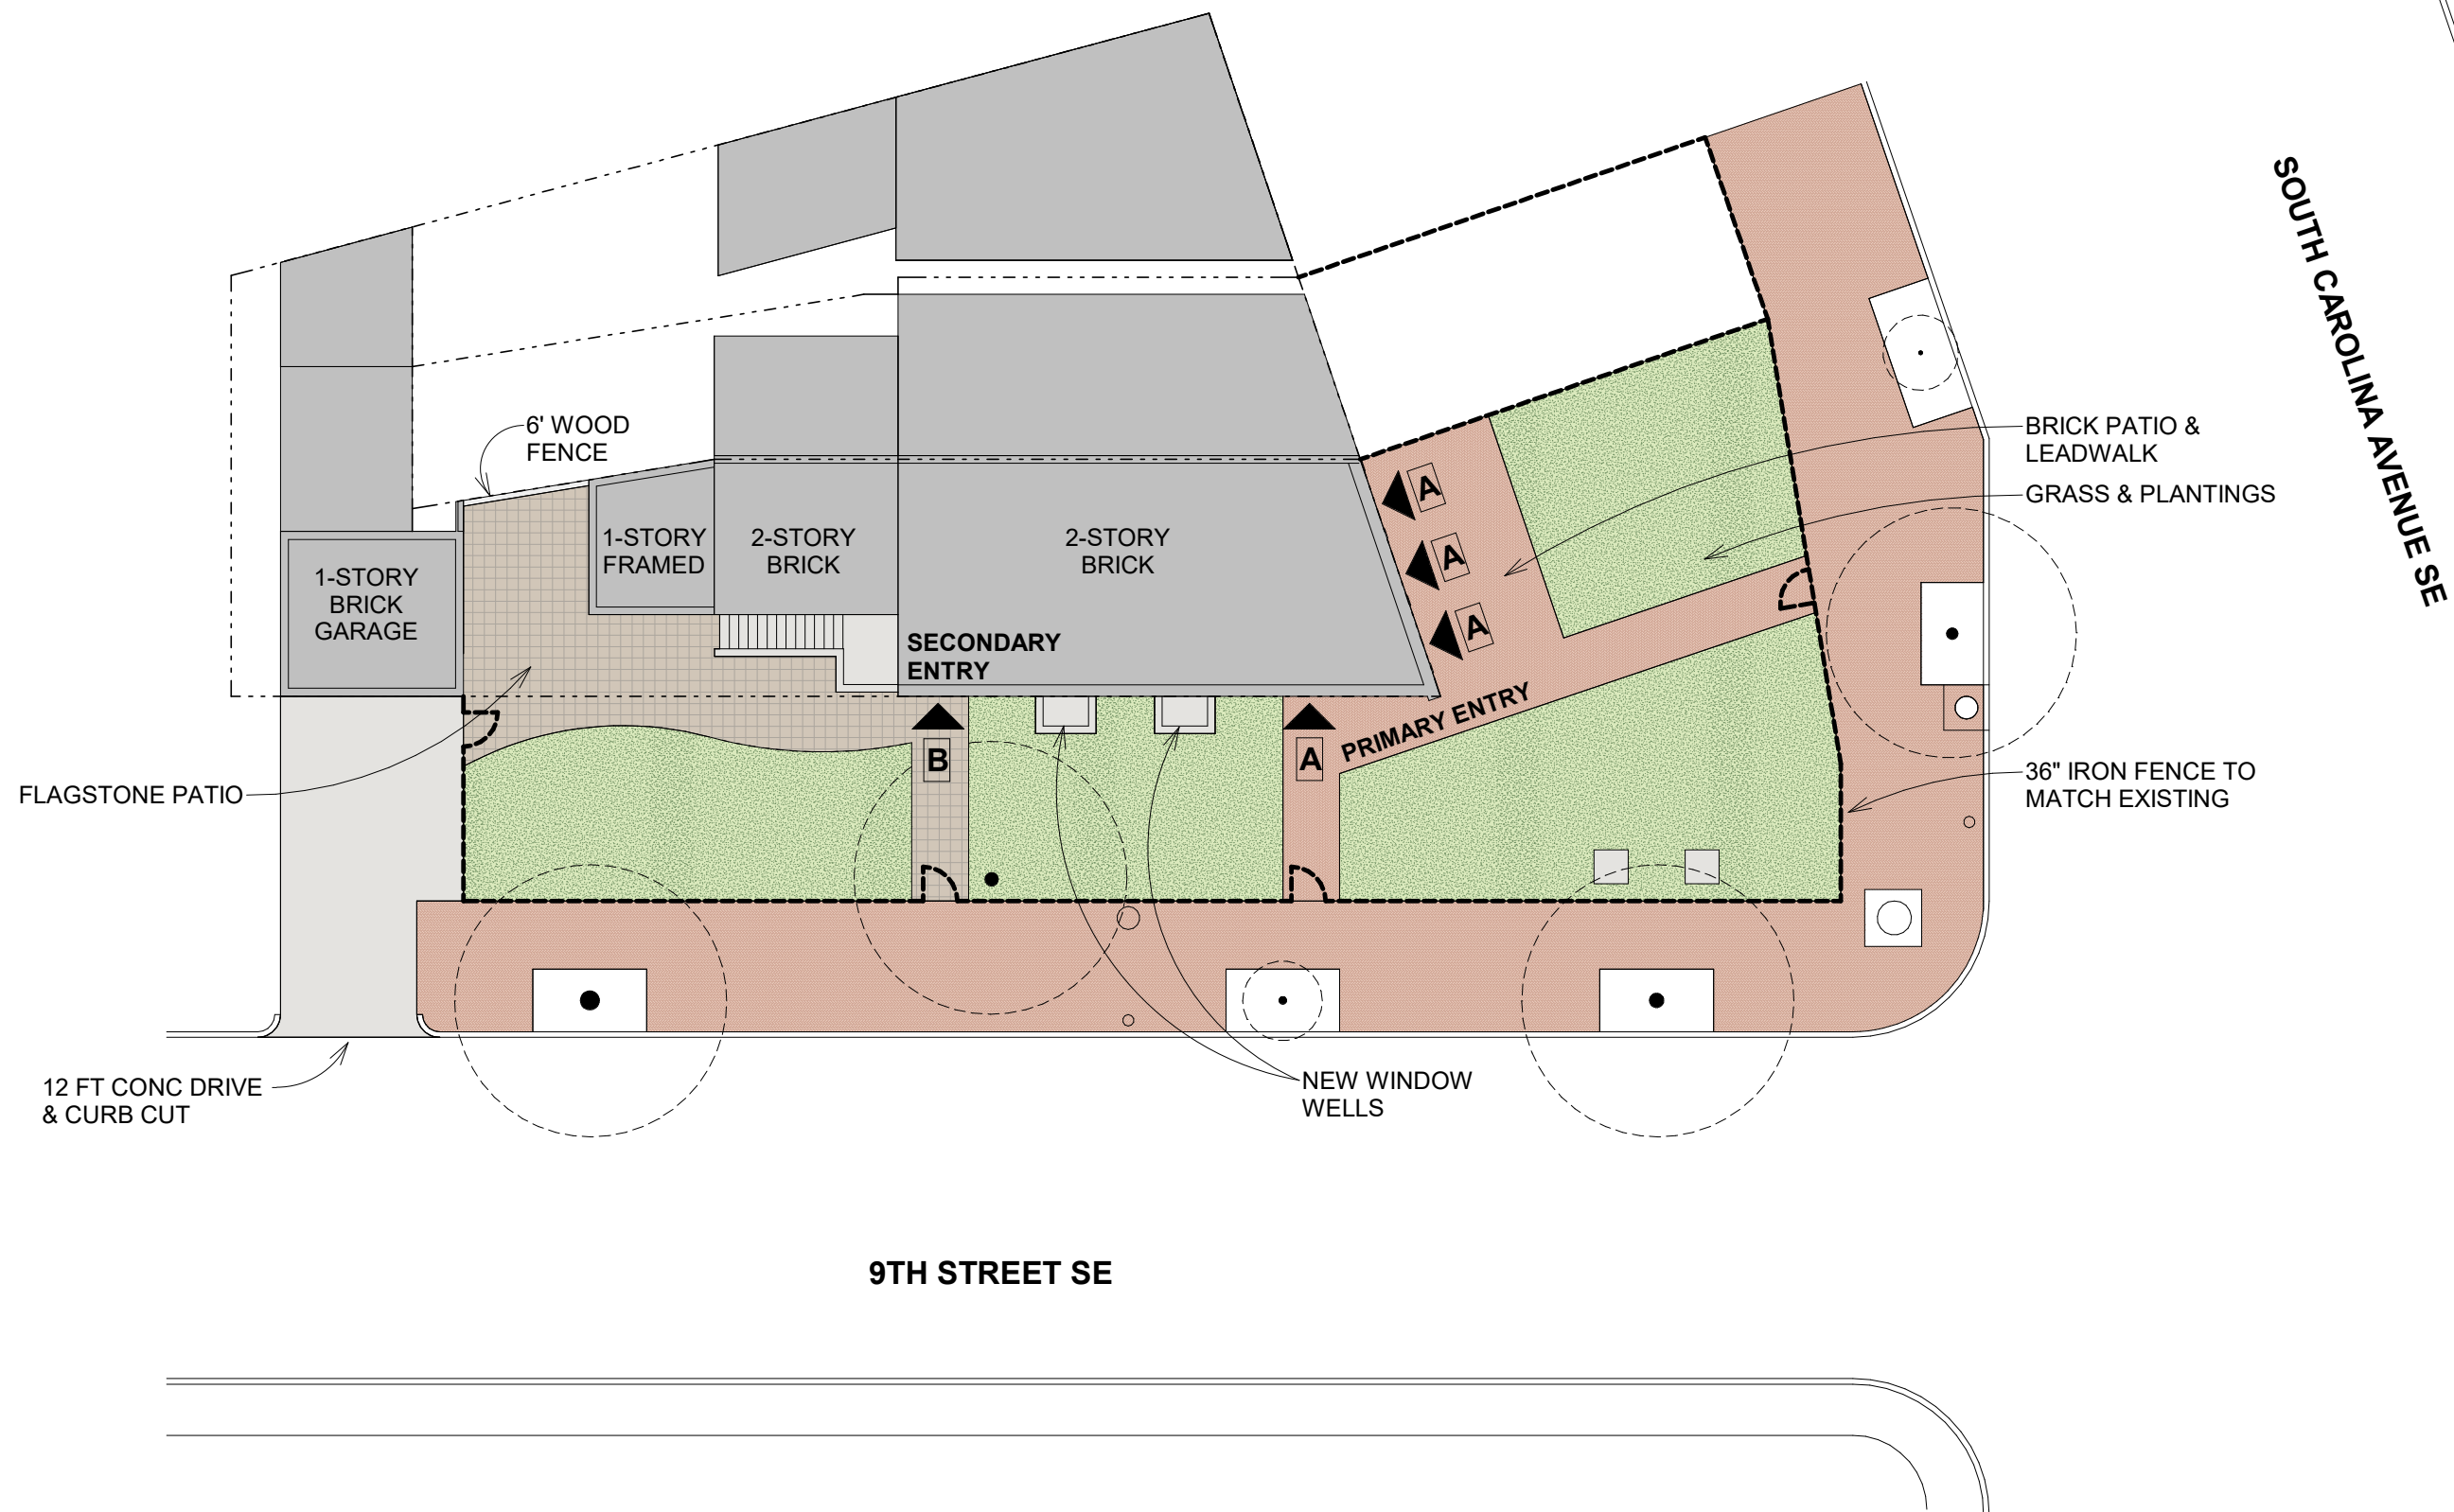 SOUTH CAROLINA AVENUE SE
6' WOOD
FENCE
BRICK PATIO &
LEADWALK
GRASS & PLANTINGS
A
A
A
1-STORY
FRAMED
2-STORY
BRICK
2-STORY
BRICK
1-STORY
BRICK
GARAGE
SECONDARY
ENTRY
PRIMARY ENTRY
B
A
FLAGSTONE PATIO
36" IRON FENCE TO
MATCH EXISTING
12 FT CONC DRIVE
& CURB CUT
NEW WINDOW
WELLS
9TH STREET SE